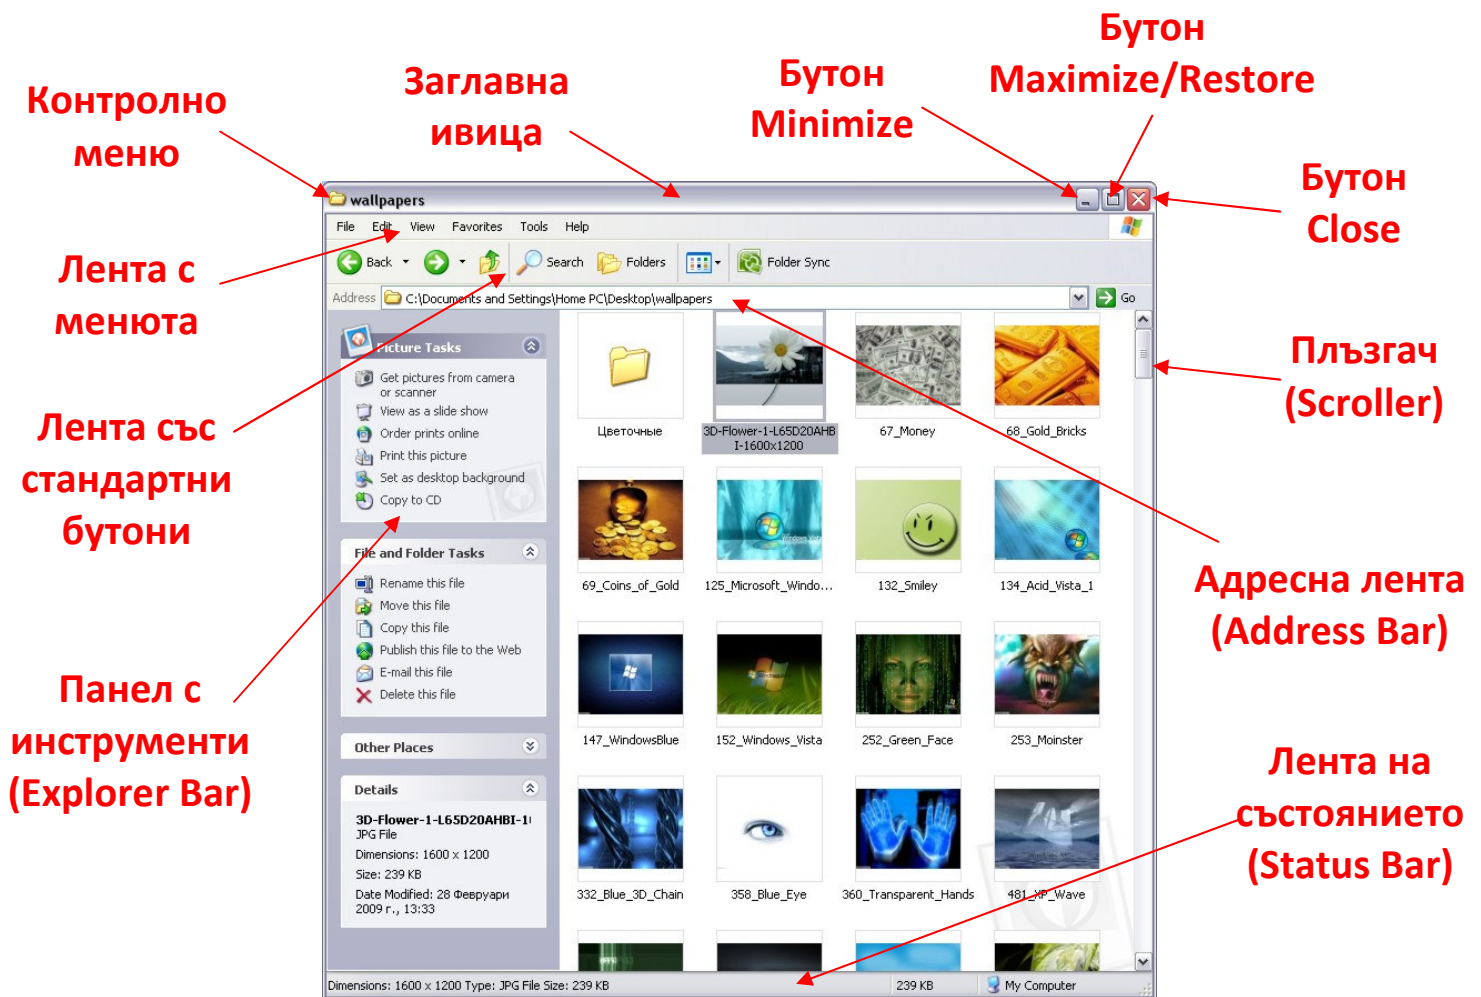 Бутон
Maximize/Restore
Заглавна
ивица
Бутон
Minimize
Контролно
меню
Бутон
Close
wallpapers
File Edit View Favorites Tools Help
Лента с
менюта
Back Search Folders Folder Sync
Address C:\Documents and Settings\Home PC\Desktop\wallpapers Go
Picture Tasks
Get pictures from camera
or scanner
View as a slide show
Order prints online
Print this picture
Set as desktop background
Copy to CD
File and Folder Tasks
Rename this file
Move this file
Copy this file
Publish this file to the Web
E-mail this file
Delete this file
Other Places
Details
3D-Flower-1-L65D20AHBI-1
JPG File
Dimensions: 1600 x 1200
Size: 239 KB
Date Modified: 28 Февруари
2009 г., 13:33
Цветочные
3D-Flower-1-L65D20AHB
I-1600x1200
67_Money
68_Gold_Bricks
69_Coins_of_Gold
125_Microsoft_Windo...
132_Smiley
134_Acid_Vista_1
147_WindowsBlue
152_Windows_Vista
252_Green_Face
253_Moinster
332_Blue_3D_Chain
358_Blue_Eye
360_Transparent_Hands
481_XP_Wave
Dimensions: 1600 x 1200 Type: JPG File Size: 239 KB 239 KB My Computer
Лента със
стандартни
бутони
Панел с
инструменти
(Explorer Bar)
Плъзгач
(Scroller)
Адресна лента
(Address Bar)
Лента на
състоянието
(Status Bar)